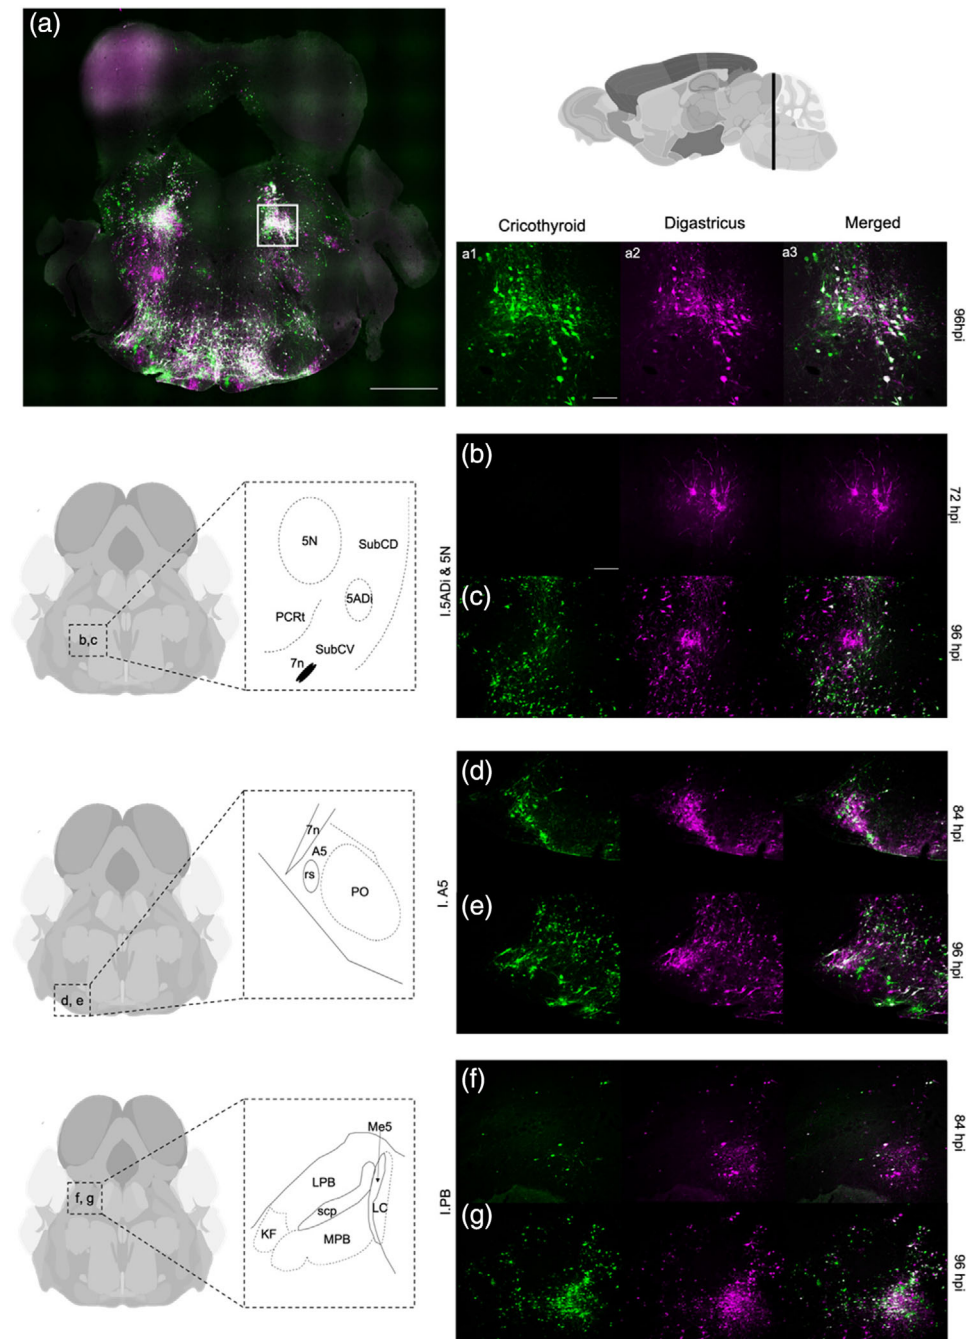 (a)
Cricothyroid Digastricus Merged
a1 a2 a3
96hpi
(b)
72 hpi
I.5ADi & 5N
(c)
96 hpi
5N
SubCD
5ADi
PCRt
SubCV
7n
b,c
(d)
84 hpi
I. A5
(e)
96 hpi
7n
A5
rs
PO
d, e
(f)
84 hpi
I.PB
(g)
96 hpi
Me5
LPB
scp
LC
KF
MPB
f, g